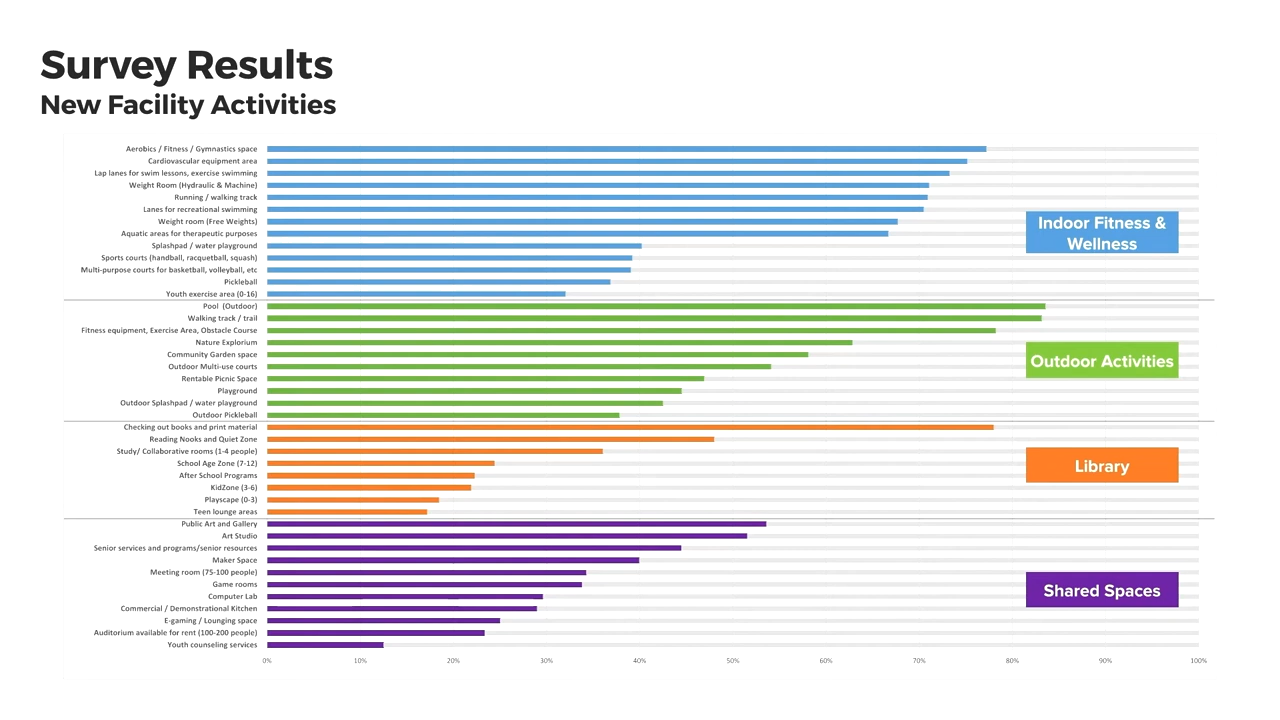 Survey Results
New Facility Activities
Aerobics / Fitness / Gymnastics space
Cardiovascular equipment area
Lap lanes for swim lessons, exercise swimming
Weight Room (Hydraulic & Machine)
Running / walking track
Lanes for recreational swimming
Weight room (Free Weights)
Aquatic areas for therapeutic purposes
Splashpad / water playground
Sports courts (handball, racquetball, squash)
Multi-purpose courts for basketball, volleyball, etc
Pickleball
Youth exercise area (0-16)
Indoor Fitness &
Wellness
Pool (Outdoor)
Walking track / trail
Fitness equipment, Exercise Area, Obstacle Course
Nature Explorium
Community Garden space
Outdoor Multi-use courts
Rentable Picnic Space
Playground
Outdoor Splashpad / water playground
Outdoor Pickleball
Outdoor Activities
Checking out books and print material
Reading Nooks and Quiet Zone
Study/ Collaborative rooms (1-4 people)
School Age Zone (7-12)
After School Programs
KidZone (3-6)
Playscape (0-3)
Teen lounge areas
Library
Public Art and Gallery
Art Studio
Senior services and programs/senior resources
Maker Space
Meeting room (75-100 people)
Game rooms
Computer Lab
Commercial / Demonstrational Kitchen
E-gaming / Lounging space
Auditorium available for rent (100-200 people)
Youth counseling services
Shared Spaces
0% 10% 20% 30% 40% 50% 60% 70% 80% 90% 100%